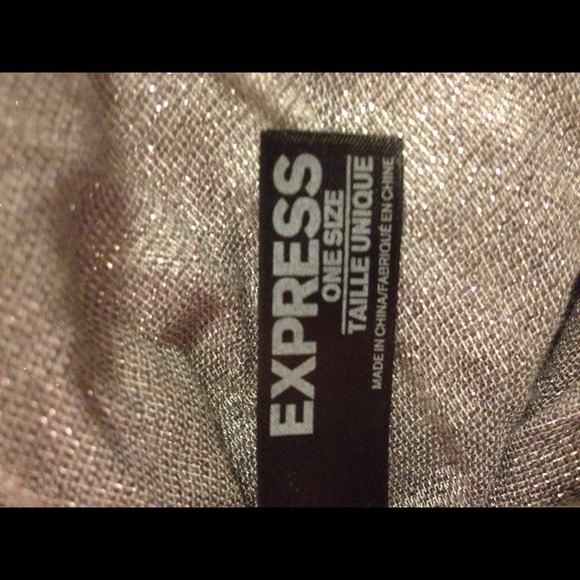 EXPRESS
ONE SIZE
TAILLE UNIQUE
MADE IN CHINA/FABRIQUÉ EN CHINE